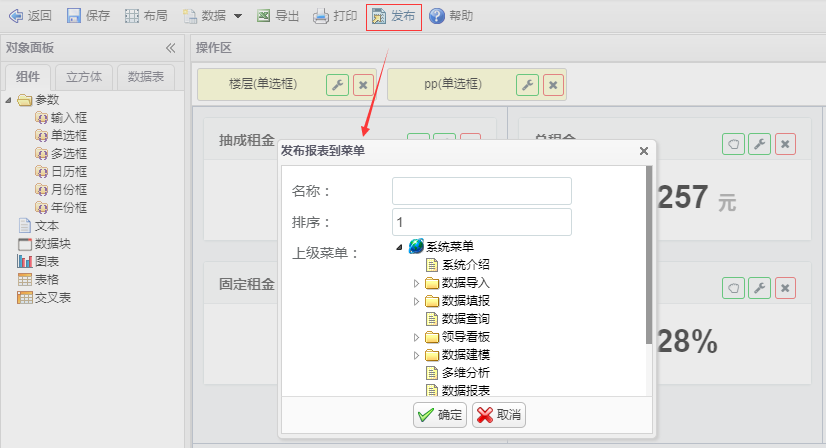 返回 保存 布局 数据 导出 打印 发布 帮助
对象面板
操作区
组件 立方体 数据表
参数
输入框
单选框
多选框
日历框
月份框
年份框
文本
数据块
图表
表格
交叉表
楼层(单选框) pp(单选框)
抽成租金
总租金
257 元
固定租金
28%
发布报表到菜单
名称：
排序： 1
上级菜单：
系统菜单
系统介绍
数据导入
数据填报
数据查询
领导看板
数据建模
多维分析
数据报表
确定 取消